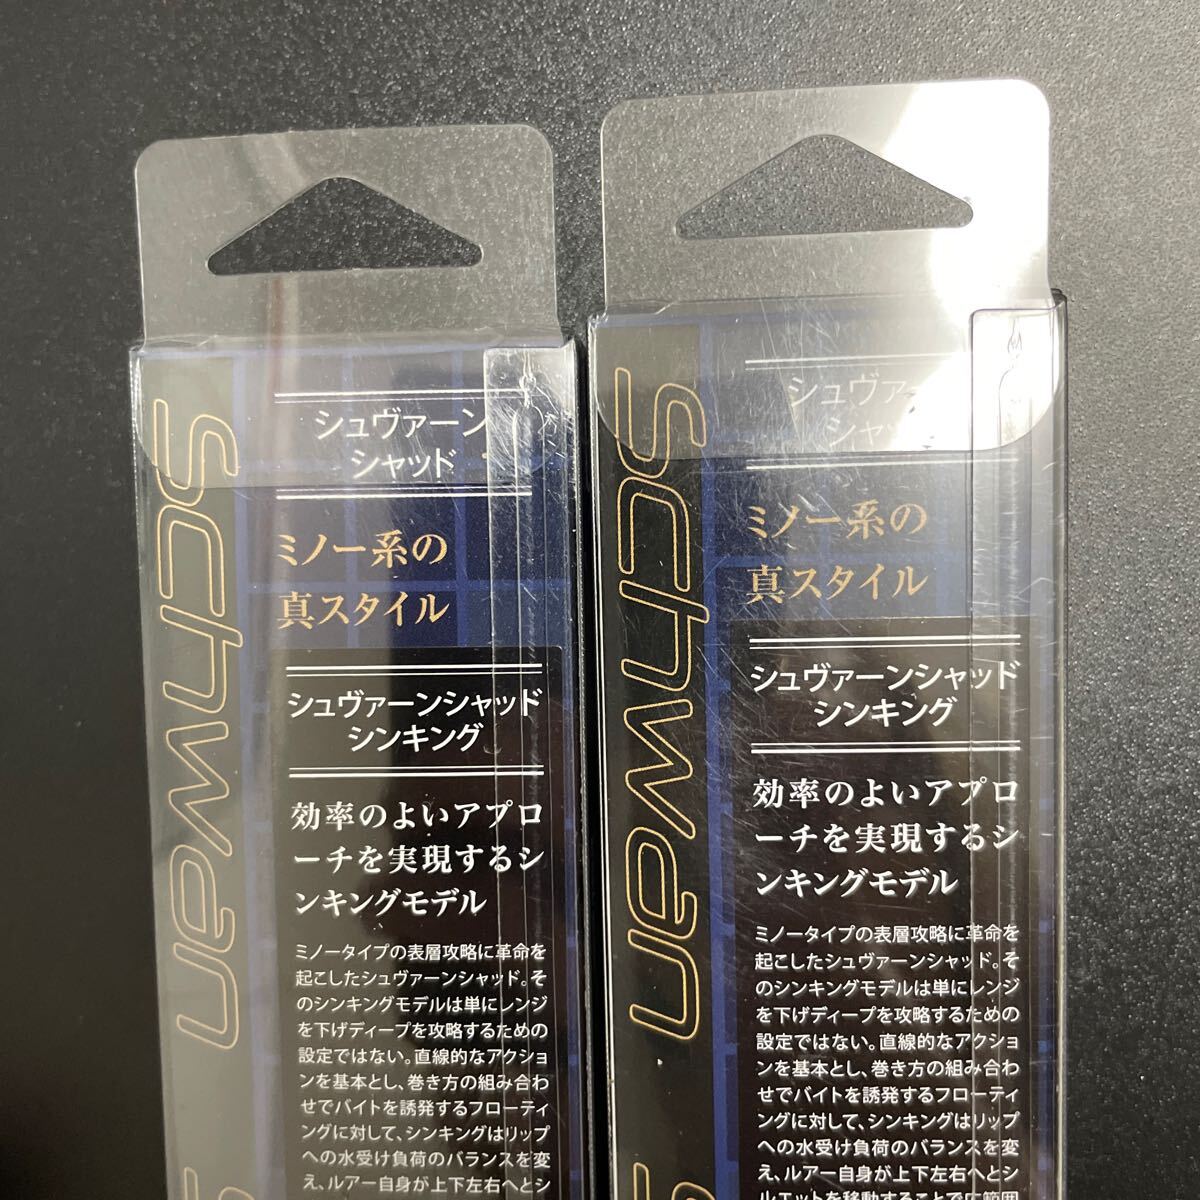 schwan
シュヴァーン
シャッド
ミノー系の
真スタイル
シュヴァーンシャッド
シンキング
効率のよいアプロ
ーチを実現するシ
ンキングモデル
ミノータイプの表層攻略に革命を
起こしたシュヴァーンシャッド。そ
のシンキングモデルは単にレンジ
を下げディープを攻略するための
設定ではない。直線的なアクショ
ンを基本とし、巻き方の組み合わ
せでバイトを誘発するフローティ
ングに対して、シンキングはリップ
への水受け負荷のバランスを変
え、ルアー自身が上下左右へとシ
schwan
シュヴァー
シャッ
ミノー系の
真スタイル
シュヴァーンシャッド
シンキング
効率のよいアプロ
ーチを実現するシ
ンキングモデル
ミノータイプの表層攻略に革命を
起こしたシュヴァーンシャッド。そ
のシンキングモデルは単にレンジ
を下げディープを攻略するための
設定ではない。直線的なアクショ
ンを基本とし、巻き方の組み合わ
せでバイトを誘発するフローティ
ングに対して、シンキングはリップ
への水受け負荷のバランスを変
え、ルアー自身が上下左右へとシ
ルエットを移動することで広範囲